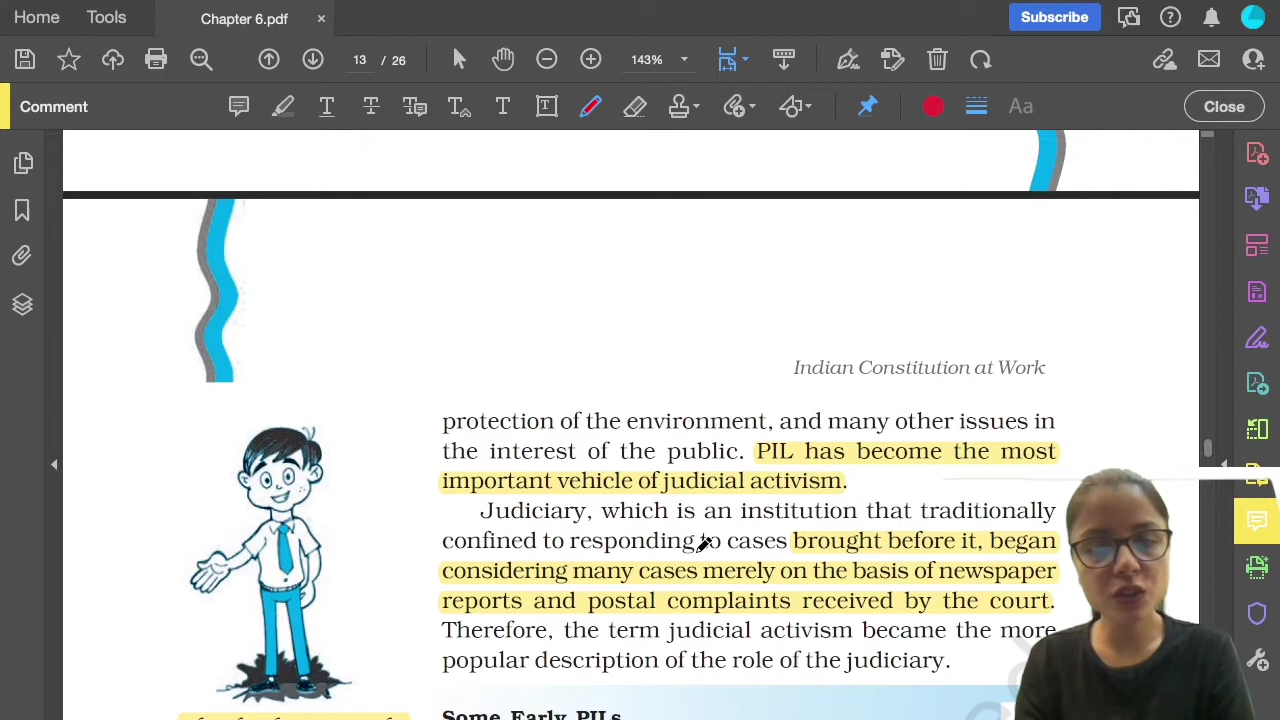 Home
Tools
Chapter 6.pdf
×
Subscribe
13 / 26
143%
Comment
Aa
Close
Indian Constitution at Work
protection of the environment, and many other issues in
the interest of the public. PIL has become the most
important vehicle of judicial activism.
Judiciary, which is an institution that traditionally
confined to responding to cases brought before it, began
considering many cases merely on the basis of newspaper
reports and postal complaints received by the court.
Therefore, the term judicial activism became the more
popular description of the role of the judiciary.
Some Early PILs